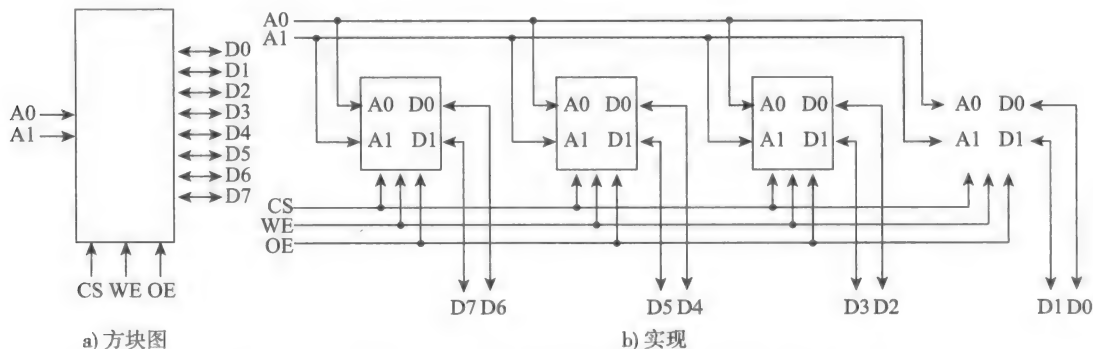 D0
D1
D2
D3
D4
D5
D6
D7
A0
A1
CS WE OE
a) 方块图
A0
A1
A0 D0
A1 D1
A0 D0
A1 D1
A0 D0
A1 D1
A0 D0
A1 D1
CS
WE
OE
D7 D6
D5 D4
D3 D2
D1 D0
b) 实现